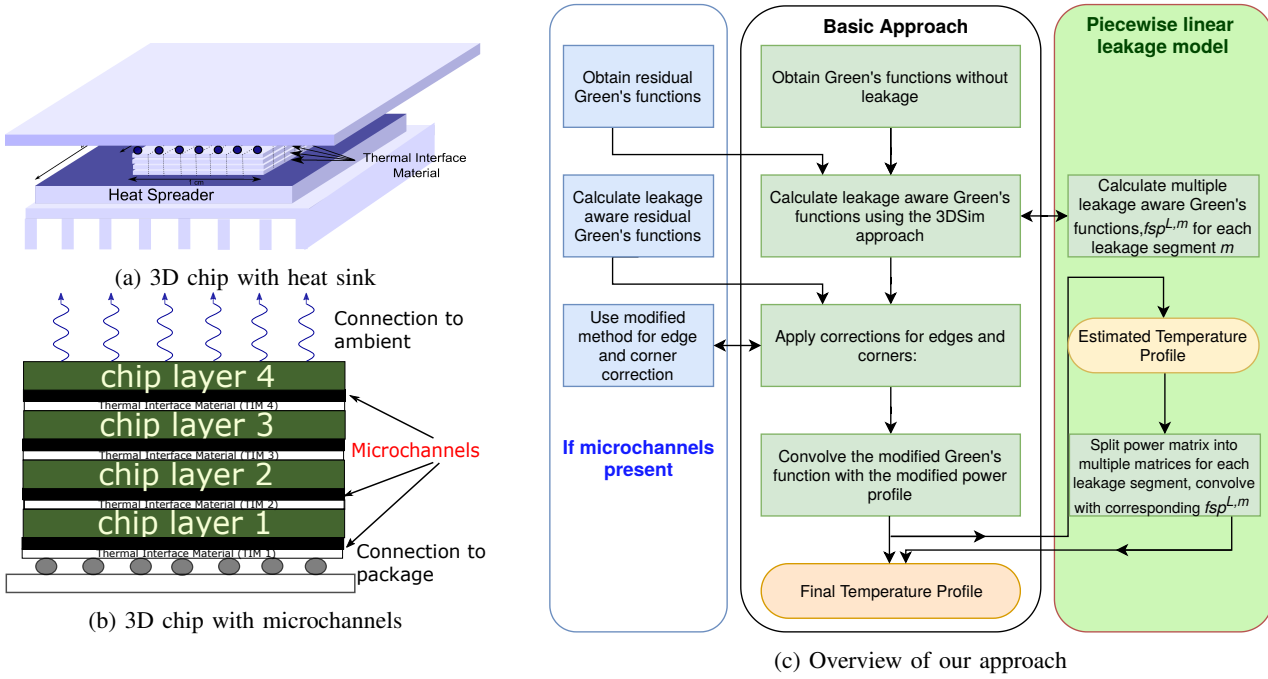 1 cm
Thermal Interface
Material
Heat Spreader
(a) 3D chip with heat sink
Connection to
ambient
chip layer 4
Thermal Interface Material (TIM 4)
chip layer 3
Thermal Interface Material (TIM 3)
Microchannels
chip layer 2
Thermal Interface Material (TIM 2)
chip layer 1
Thermal Interface Material (TIM 1)
Connection to
package
(b) 3D chip with microchannels
Obtain residual
Green's functions
Calculate leakage
aware residual
Green's functions
Use modified
method for edge
and corner
correction
If microchannels
present
Basic Approach
Obtain Green's functions without
leakage
Calculate leakage aware Green's
functions using the 3DSim
approach
Apply corrections for edges and
corners:
Convolve the modified Green's
function with the modified power
profile
Final Temperature Profile
Piecewise linear
leakage model
Calculate multiple
leakage aware Green's
functions,fsp^L,m for each
leakage segment m
Estimated Temperature
Profile
Split power matrix into
multiple matrices for each
leakage segment, convolve
with corresponding fsp^L,m
(c) Overview of our approach